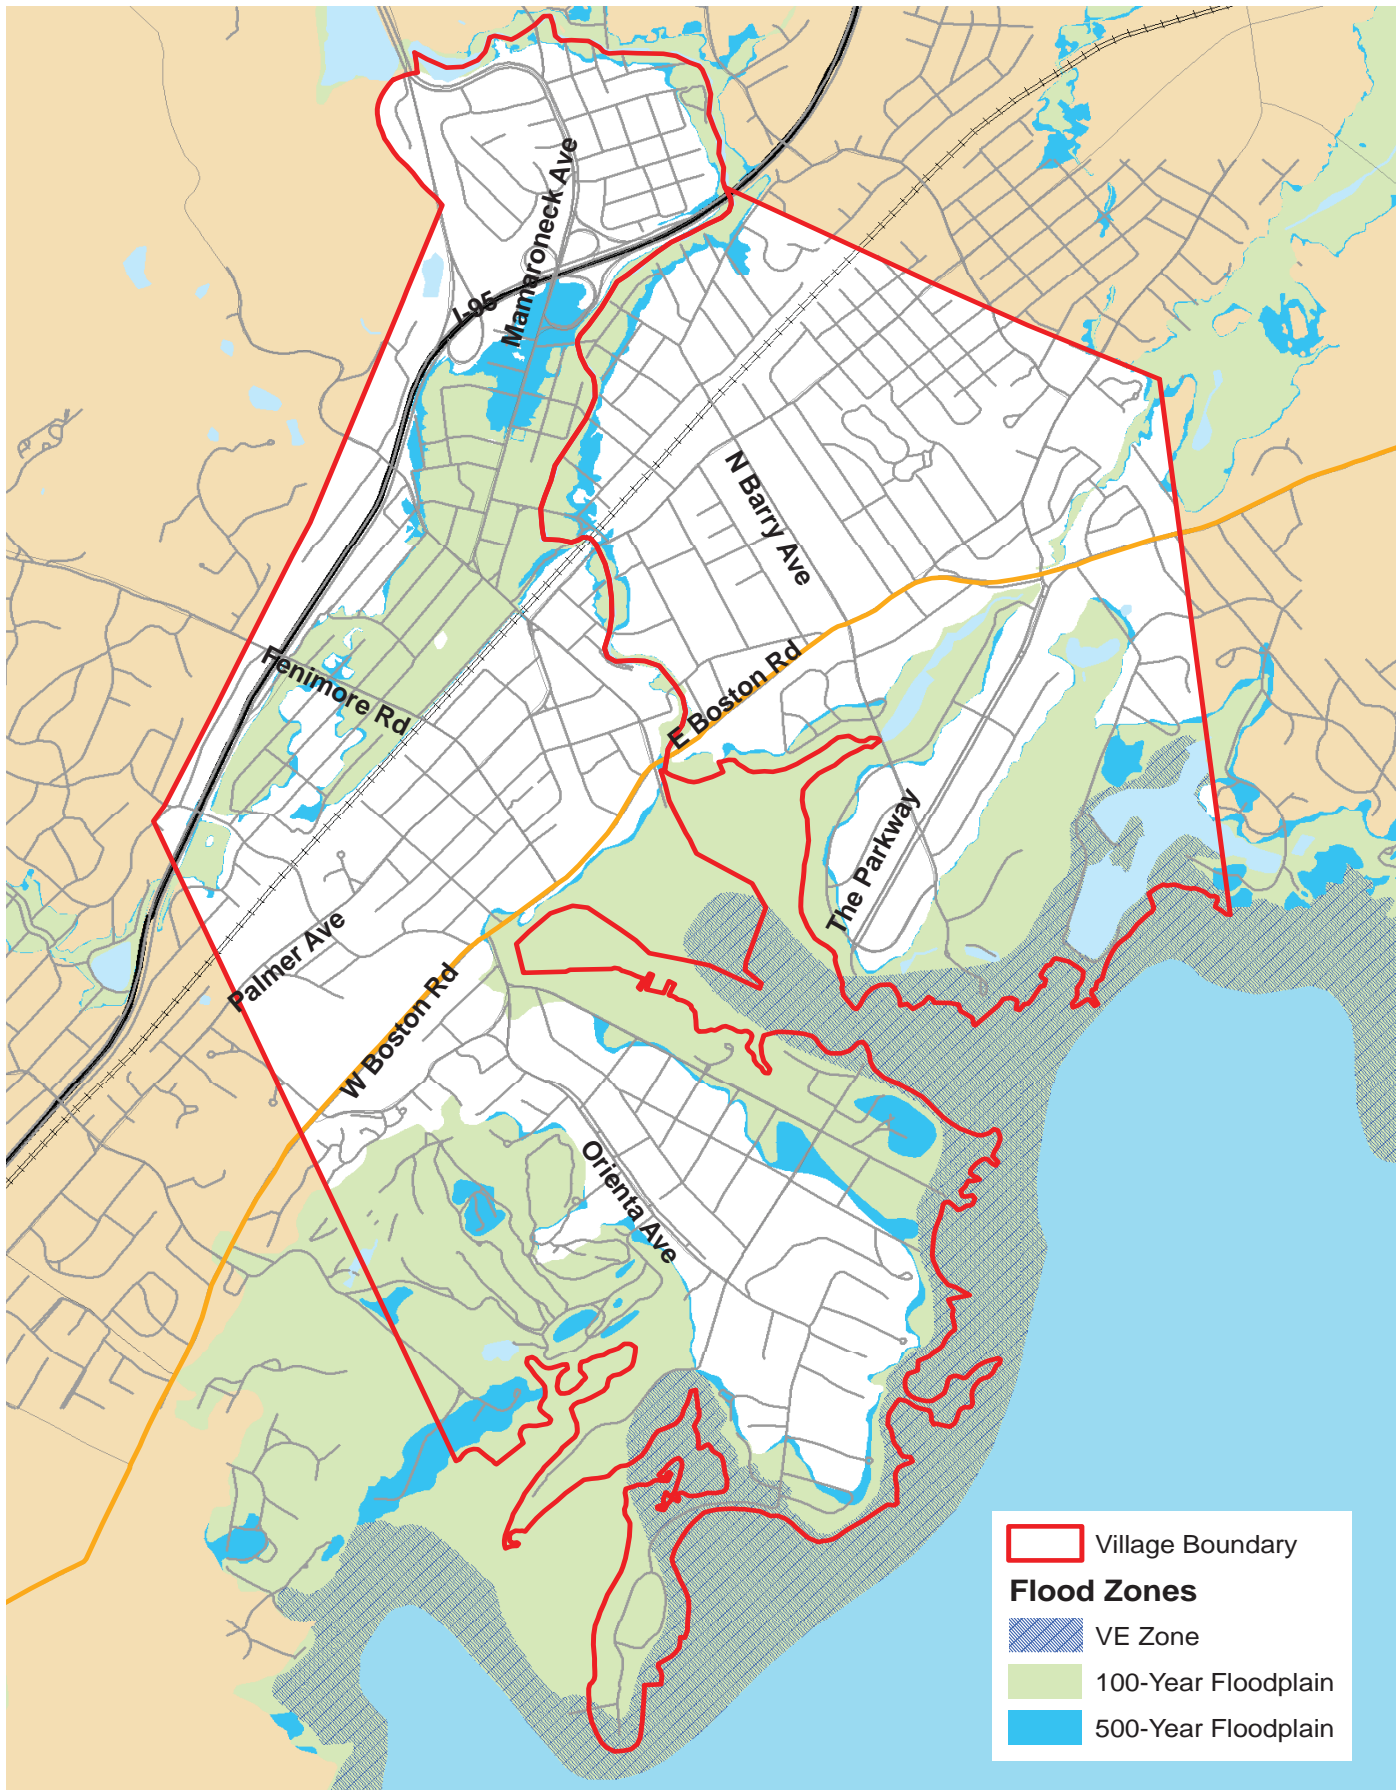 Mamaroneck Ave
I-95
N Barry Ave
Fenimore Rd
E Boston Rd
The Parkway
Palmer Ave
W Boston Rd
Orienta Ave
Village Boundary
Flood Zones
VE Zone
100-Year Floodplain
500-Year Floodplain